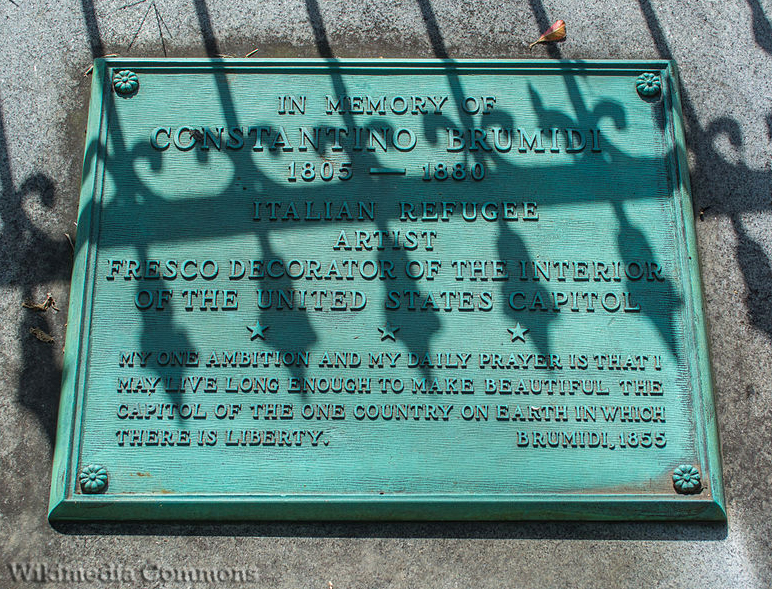 IN MEMORY OF
CONSTANTINO BRUMIDI
1805 — 1880
ITALIAN REFUGEE
ARTIST
FRESCO DECORATOR OF THE INTERIOR
OF THE UNITED STATES CAPITOL
MY ONE AMBITION AND MY DAILY PRAYER IS THAT I
MAY LIVE LONG ENOUGH TO MAKE BEAUTIFUL THE
CAPITOL OF THE ONE COUNTRY ON EARTH IN WHICH
THERE IS LIBERTY. BRUMIDI, 1855
Wikimedia Commons